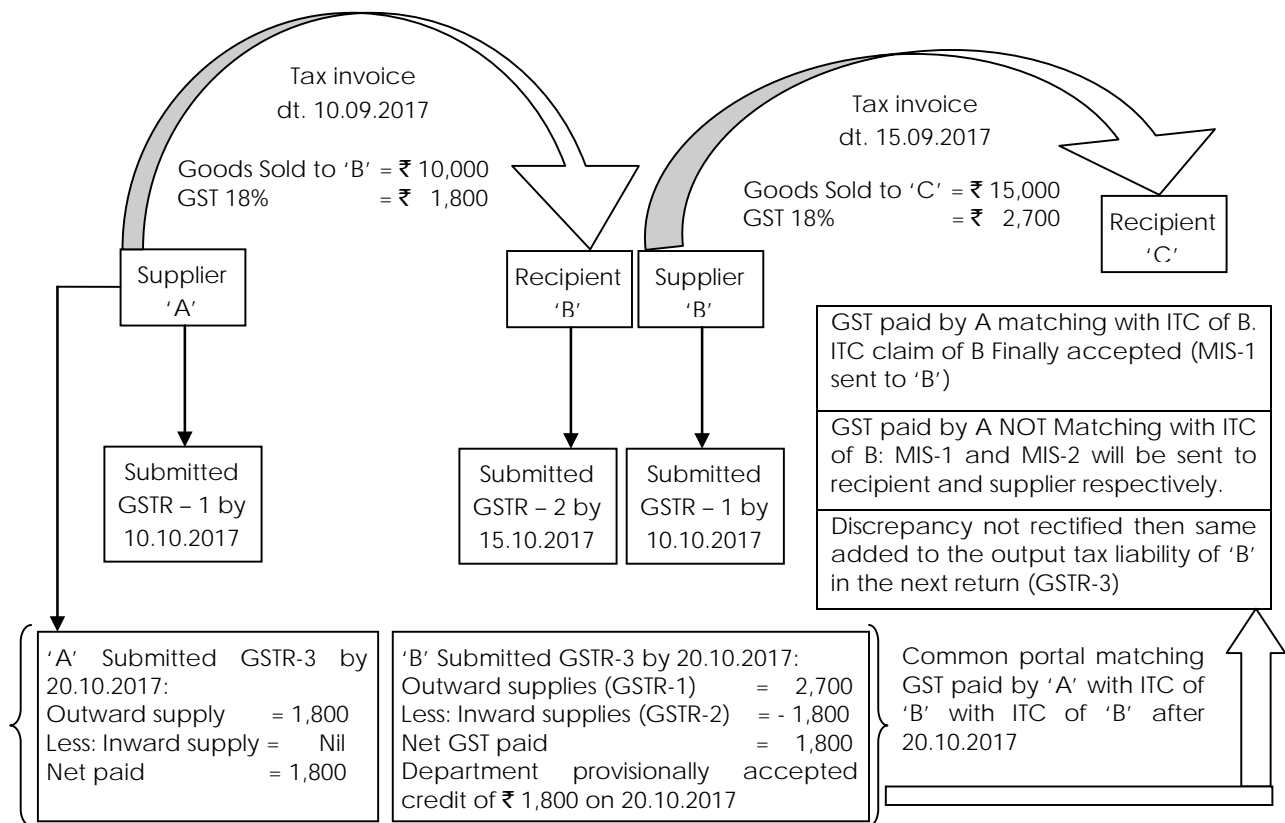 Tax invoice
dt. 10.09.2017
Goods Sold to ‘B’ = ₹ 10,000
GST 18% = ₹ 1,800
Tax invoice
dt. 15.09.2017
Goods Sold to ‘C’ = ₹ 15,000
GST 18% = ₹ 2,700
Supplier
‘A’
Recipient
‘B’
Supplier
‘B’
Recipient
‘C’
Submitted
GSTR – 1 by
10.10.2017
Submitted
GSTR – 2 by
15.10.2017
Submitted
GSTR – 1 by
10.10.2017
GST paid by A matching with ITC of B.
ITC claim of B Finally accepted (MIS-1
sent to ‘B’)
GST paid by A NOT Matching with ITC
of B: MIS-1 and MIS-2 will be sent to
recipient and supplier respectively.
Discrepancy not rectified then same
added to the output tax liability of ‘B’
in the next return (GSTR-3)
‘A’ Submitted GSTR-3 by
20.10.2017:
Outward supply = 1,800
Less: Inward supply = Nil
Net paid = 1,800
‘B’ Submitted GSTR-3 by 20.10.2017:
Outward supplies (GSTR-1) = 2,700
Less: Inward supplies (GSTR-2) = - 1,800
Net GST paid = 1,800
Department provisionally accepted
credit of ₹ 1,800 on 20.10.2017
Common portal matching
GST paid by ‘A’ with ITC of
‘B’ with ITC of ‘B’ after
20.10.2017